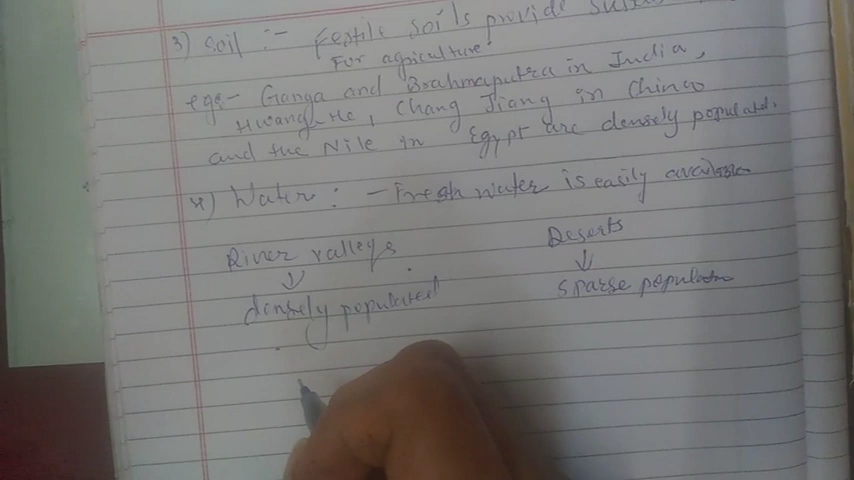 3) Soil :- Fertile soils provide
For agriculture.
egs- Ganga and Brahmaputra in India,
Hwang He, Chang Jiang in China
and the Nile in Egypt are densely populated.
4) Water : - Fresh water is easily available
River valleys
Deserts
↓
↓
densely populated
sparse population